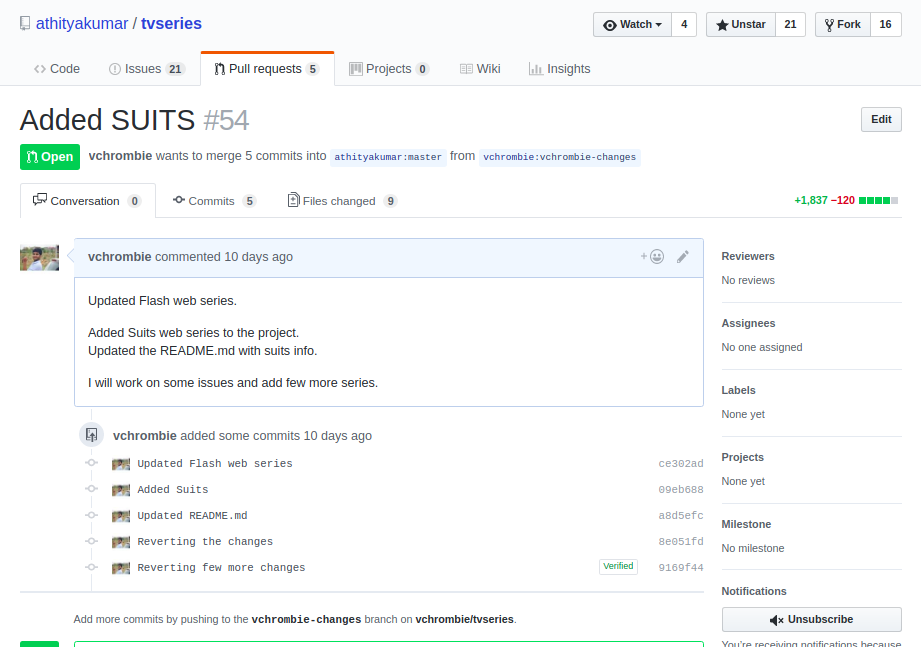 athityakumar / tvseries
Watch 4 Unstar 21 Fork 16
Code Issues 21 Pull requests 5 Projects 0 Wiki Insights
Added SUITS #54
Edit
Open vchrombie wants to merge 5 commits into athityakumar:master from vchrombie:vchrombie-changes
Conversation 0 Commits 5 Files changed 9 +1,837 −120
vchrombie commented 10 days ago +
Updated Flash web series.
Added Suits web series to the project.
Updated the README.md with suits info.
I will work on some issues and add few more series.
vchrombie added some commits 10 days ago
Updated Flash web series ce302ad
Added Suits 09eb688
Updated README.md a8d5efc
Reverting the changes 8e051fd
Reverting few more changes Verified 9169f44
Add more commits by pushing to the vchrombie-changes branch on vchrombie/tvseries.
Reviewers
No reviews
Assignees
No one assigned
Labels
None yet
Projects
None yet
Milestone
No milestone
Notifications
Unsubscribe
You're receiving notifications because